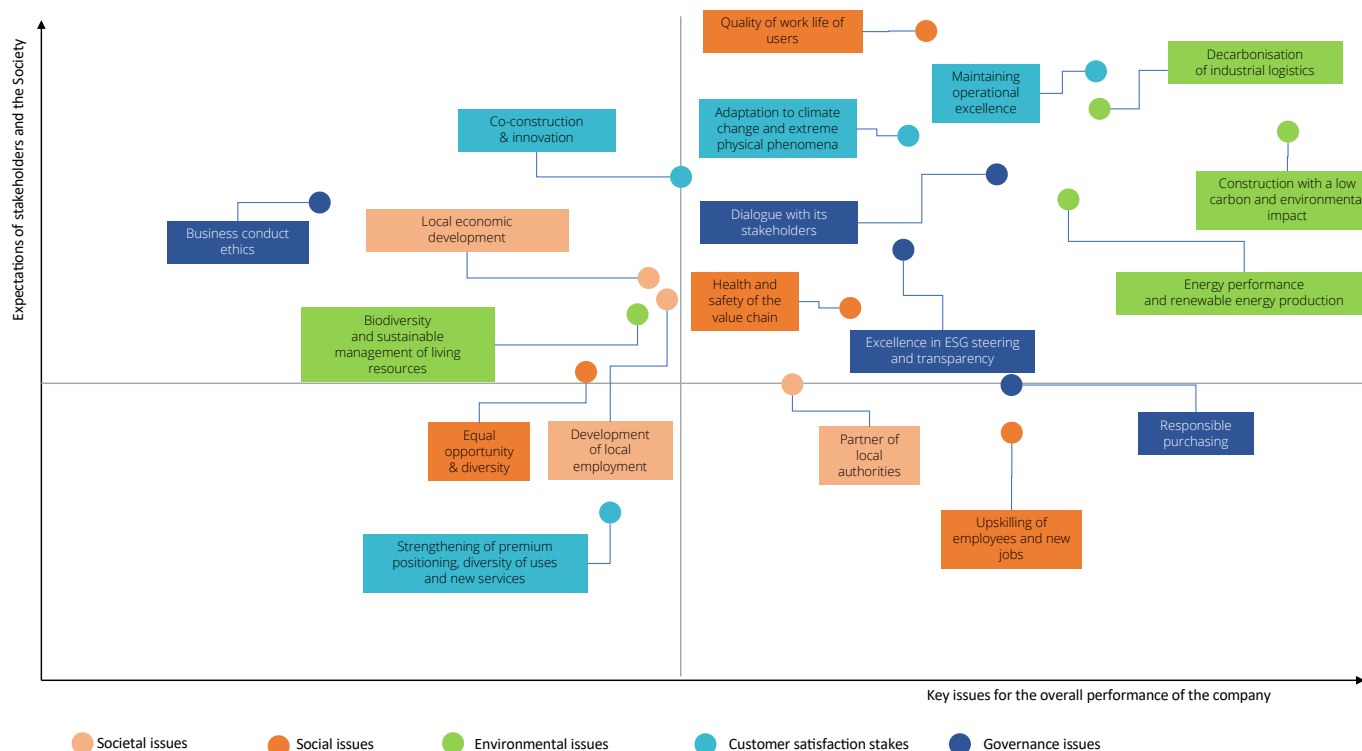 Expectations of stakeholders and the Society
Quality of work life of
users
Maintaining
operational
excellence
Decarbonisation
of industrial logistics
Co-construction
& innovation
Adaptation to climate
change and extreme
physical phenomena
Construction with a low
carbon and environmental
impact
Business conduct
ethics
Local economic
development
Dialogue with its
stakeholders
Health and
safety of the
value chain
Energy performance
and renewable energy production
Biodiversity
and sustainable
management of living
resources
Excellence in ESG steering
and transparency
Equal
opportunity
& diversity
Development
of local
employment
Partner of
local
authorities
Responsible
purchasing
Strengthening of premium
positioning, diversity of uses
and new services
Upskilling of
employees and new
jobs
Key issues for the overall performance of the company
Societal issues
Social issues
Environmental issues
Customer satisfaction stakes
Governance issues